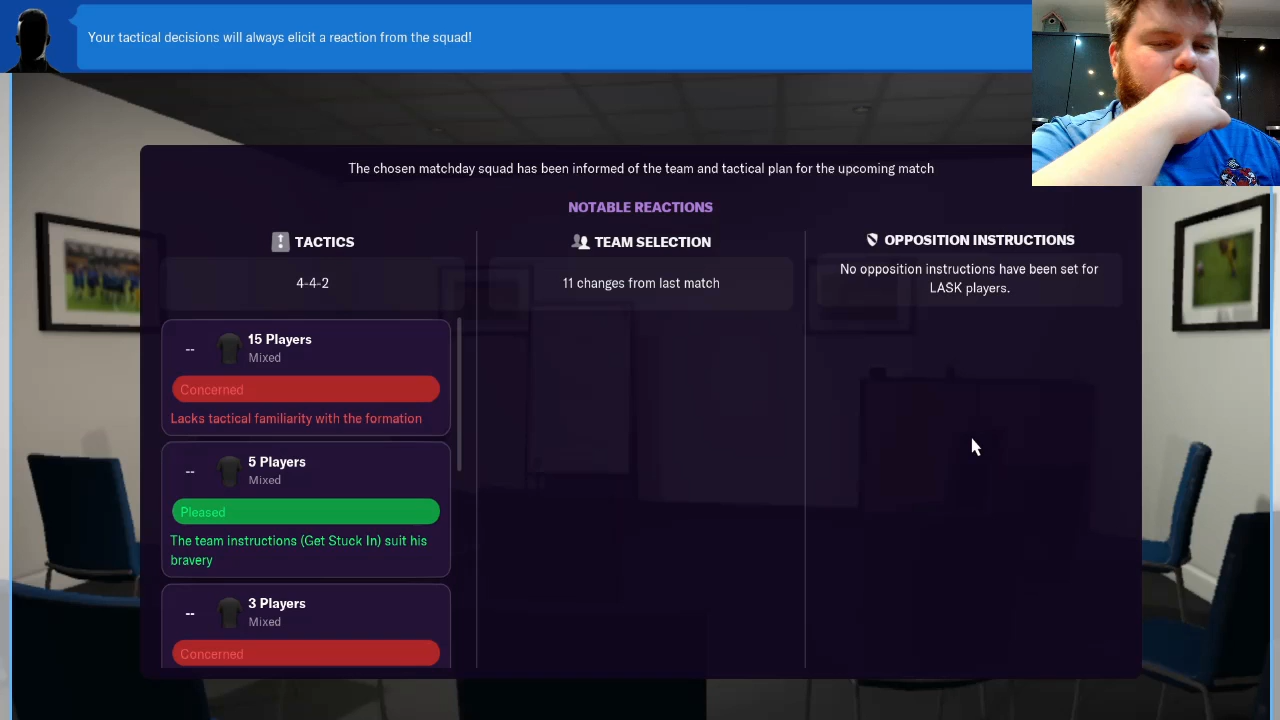 Your tactical decisions will always elicit a reaction from the squad!
The chosen matchday squad has been informed of the team and tactical plan for the upcoming match
NOTABLE REACTIONS
TACTICS
4-4-2
15 Players
Mixed
Concerned
Lacks tactical familiarity with the formation
5 Players
Mixed
Pleased
The team instructions (Get Stuck In) suit his
bravery
3 Players
Mixed
Concerned
TEAM SELECTION
11 changes from last match
OPPOSITION INSTRUCTIONS
No opposition instructions have been set for
LASK players.